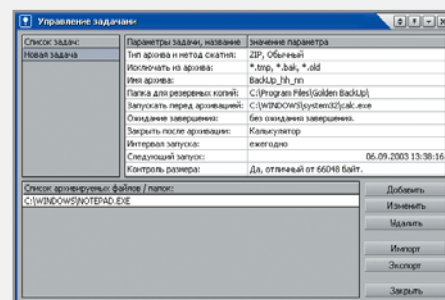 Управление задачами
Список задач:
Новая задача
Параметры задачи, название
Значение параметра
Тип архива и метод сжатия:
ZIP, Обычный
Исключать из архива:
*.tmp, *.bak, *.old
Имя архива:
BackUp_hh_nn
Папка для резервных копий:
C:\Program Files\Golden BackUp\
Запускать перед архивацией:
C:\WINDOWS\system32\calc.exe
Ожидание завершения:
без ожидания завершения.
Закрыть после архивации:
Калькулятор
Интервал запуска:
ежегодно
Следующий запуск:
06.09.2003 13:38:16
Контроль размера:
Да, отличный от 66048 байт.
Список архивируемых файлов / папок:
C:\WINDOWS\NOTEPAD.EXE
Добавить
Изменить
Удалить
Импорт
Экспорт
Закрыть